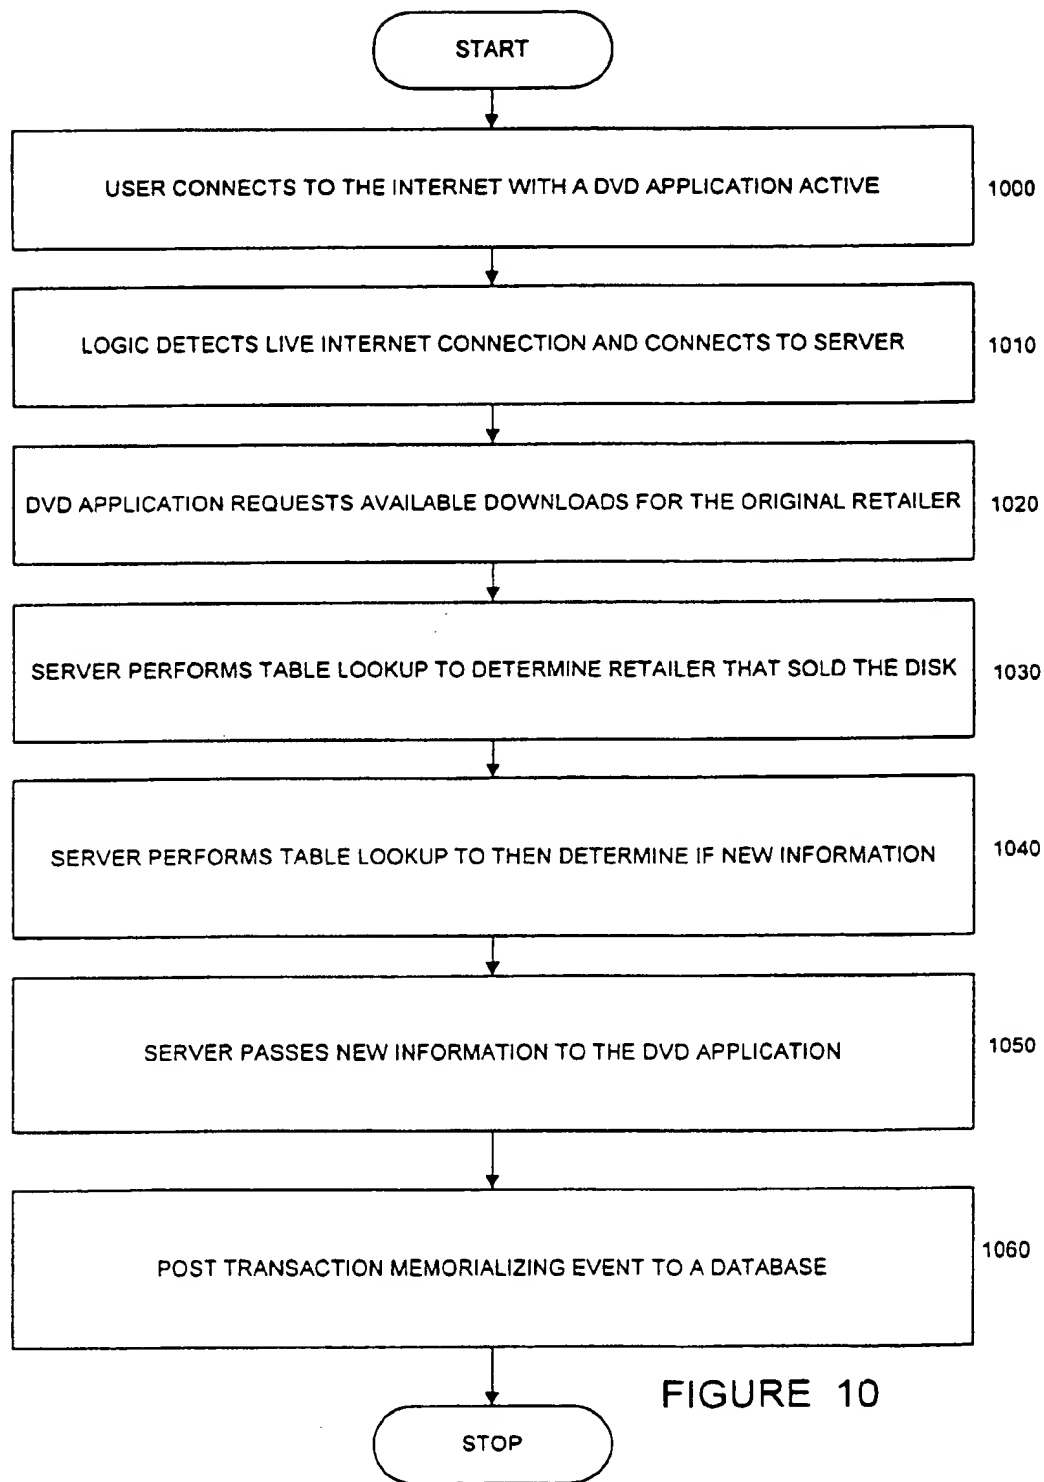 START
USER CONNECTS TO THE INTERNET WITH A DVD APPLICATION ACTIVE
1000
LOGIC DETECTS LIVE INTERNET CONNECTION AND CONNECTS TO SERVER
1010
DVD APPLICATION REQUESTS AVAILABLE DOWNLOADS FOR THE ORIGINAL RETAILER
1020
SERVER PERFORMS TABLE LOOKUP TO DETERMINE RETAILER THAT SOLD THE DISK
1030
SERVER PERFORMS TABLE LOOKUP TO THEN DETERMINE IF NEW INFORMATION
1040
SERVER PASSES NEW INFORMATION TO THE DVD APPLICATION
1050
POST TRANSACTION MEMORIALIZING EVENT TO A DATABASE
1060
FIGURE 10
STOP